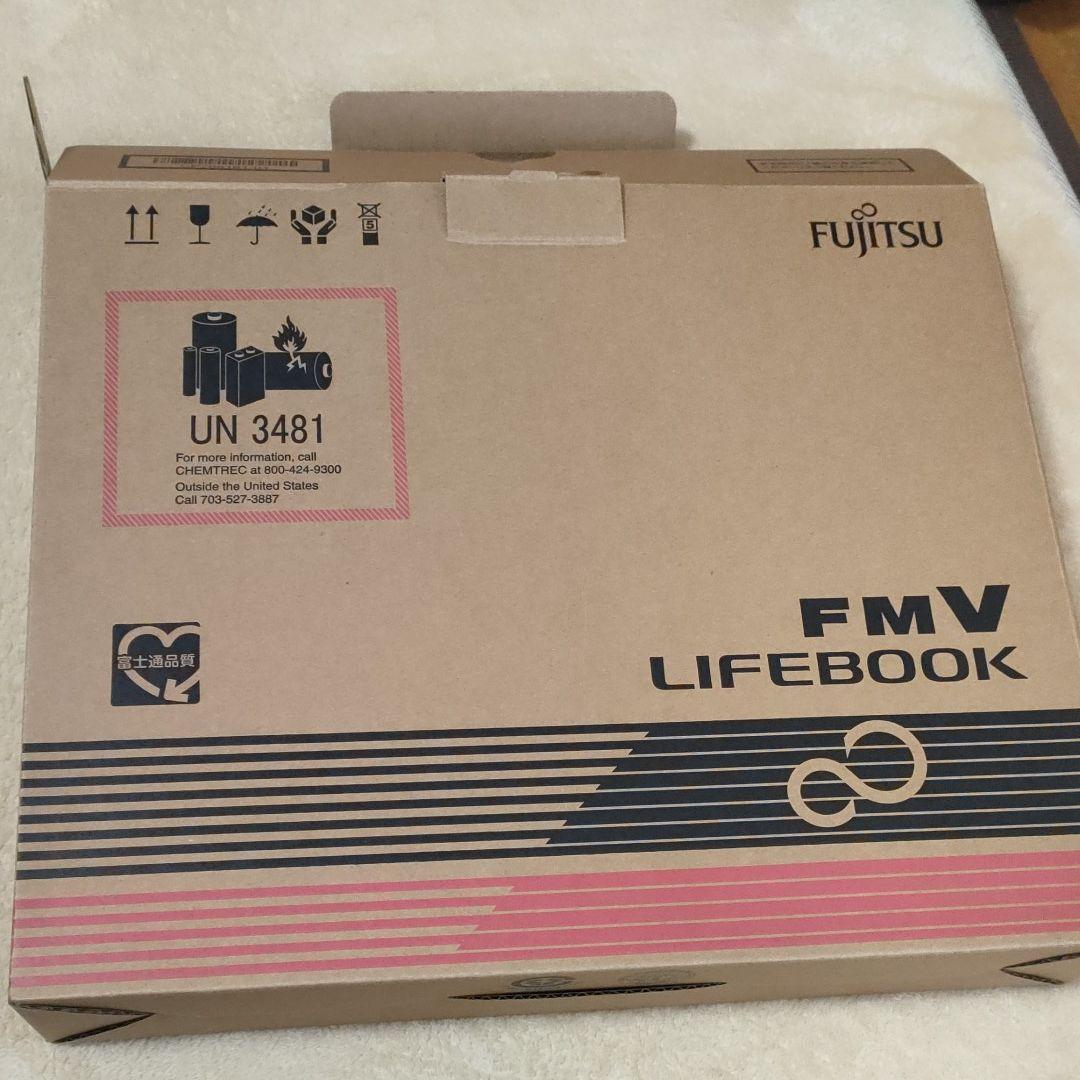 5
FUJITSU
UN 3481
For more information, call
CHEMTREC at 800-424-9300
Outside the United States
Call 703-527-3887
富士通品質
FMV
LIFEBOOK